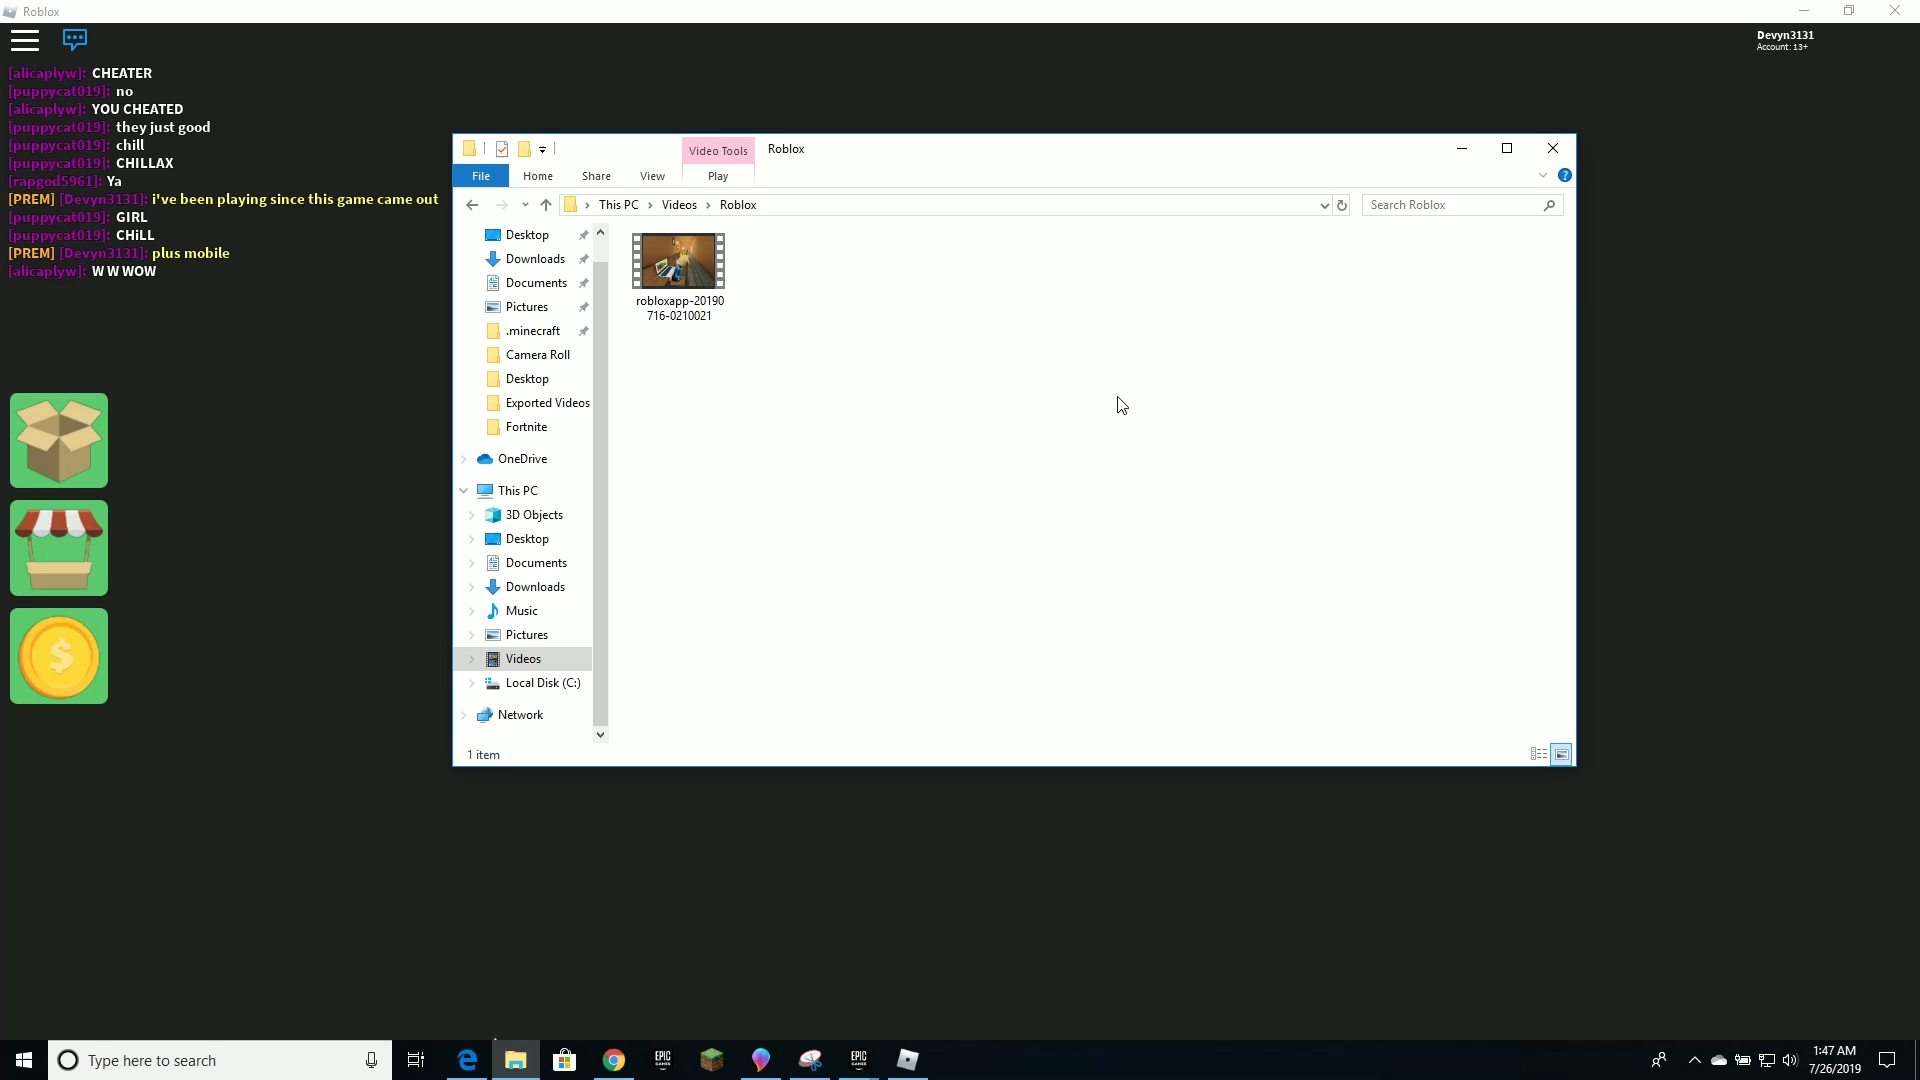 Roblox
Devyn3131
Account: 13+
[alicaplyw]: CHEATER
[puppycat019]: no
[alicaplyw]: YOU CHEATED
[puppycat019]: they just good
[puppycat019]: chill
[puppycat019]: CHILLAX
[rapgod5961]: Ya
[PREM] [Devyn3131]: i've been playing since this game came out
[puppycat019]: GIRL
[puppycat019]: CHiLL
[PREM] [Devyn3131]: plus mobile
[alicaplyw]: W W WOW
Video Tools
Roblox
File Home Share View Play
This PC Videos Roblox
Search Roblox
Desktop
Downloads
Documents
Pictures
.minecraft
Camera Roll
Desktop
Exported Videos
Fortnite
OneDrive
This PC
3D Objects
Desktop
Documents
Downloads
Music
Pictures
Videos
Local Disk (C:)
Network
robloxapp-20190
716-0210021
1 item
Type here to search
EPIC
GAMES
EPIC
GAMES
1:47 AM
7/26/2019